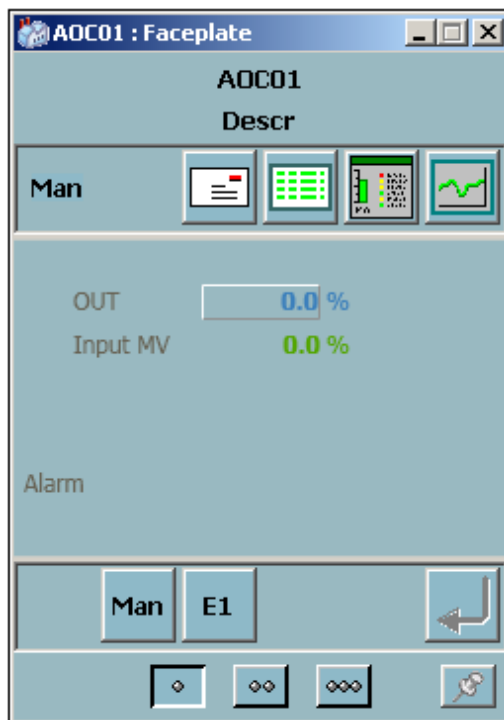 AOC01 : Faceplate
AOC01
Descr
Man
OUT 0.0 %
Input MV 0.0 %
Alarm
Man E1